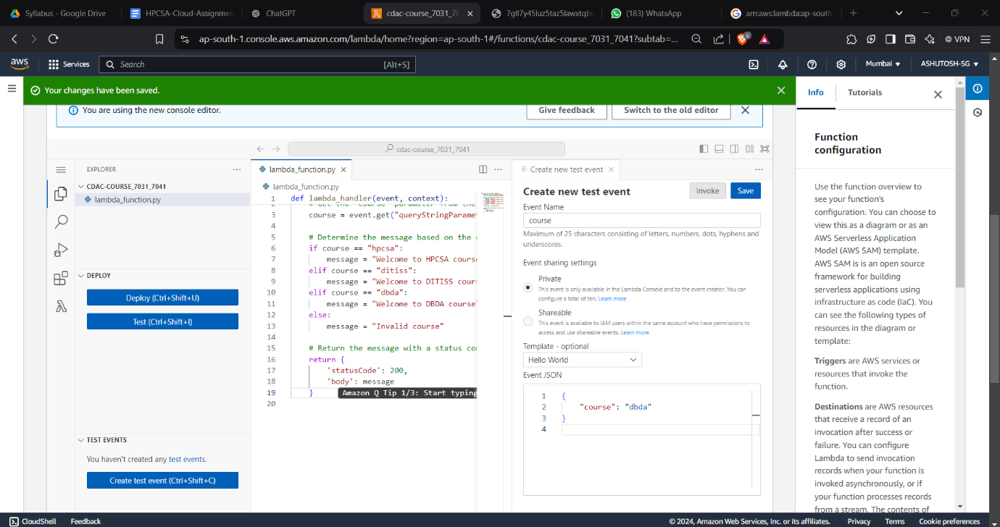 Syllabus - Google Drive
HPCSA-Cloud-Assignmen
ChatGPT
cdac-course_7031_70
7gll7y45luz5taz5lawxtqbl
(183) WhatsApp
arn:aws:lambda:ap-south
ap-south-1.console.aws.amazon.com/lambda/home?region=ap-south-1#/functions/cdac-course_7031_7041?subtab=...
6
VPN
aws
Services
Search
[Alt+S]
Mumbai
ASHUTOSH-SG
Your changes have been saved.
You are using the new console editor.
Give feedback
Switch to the old editor
cdac-course_7031_7041
EXPLORER
CDAC-COURSE_7031_7041
lambda_function.py
DEPLOY
Deploy (Ctrl+Shift+U)
Test (Ctrl+Shift+I)
TEST EVENTS
You haven't created any test events.
Create test event (Ctrl+Shift+C)
lambda_function.py
lambda_function.py
1 def lambda_handler(event, context):
2 # Get the 'course' parameter from the
3 course = event.get("queryStringParame
4
5 # Determine the message based on the
6 if course == "hpcsa":
7 message = "Welcome to HPCSA cours
8 elif course == "ditiss":
9 message = "Welcome to DITISS cour
10 elif course == "dbda":
11 message = "Welcome to DBDA course
12 else:
13 message = "Invalid course"
14
15 # Return the message with a status co
16 return {
17 'statusCode': 200,
18 'body': message
19 } Amazon Q Tip 1/3: Start typing
20
Create new test event
Create new test event
Invoke
Save
Event Name
course
Maximum of 25 characters consisting of letters, numbers, dots, hyphens and
underscores.
Event sharing settings
Private
This event is only available in the Lambda Console and to the event creator. You can
configure a total of ten. Learn more
Shareable
This event is available to IAM users within the same account who have permissions to
access and use shareable events. Learn more
Template - optional
Hello World
Event JSON
1 {
2 "course": "dbda"
3 }
4
Info
Tutorials
Function
configuration
Use the function overview to
see your function's
configuration. You can choose to
view this as a diagram or as an
AWS Serverless Application
Model (AWS SAM) template.
AWS SAM is is an open source
framework for building
serverless applications using
infrastructure as code (IaC). You
can see the following types of
resources in the diagram or
template:
Triggers are AWS services or
resources that invoke the
function.
Destinations are AWS resources
that receive a record of an
invocation after success or
failure. You can configure
Lambda to send invocation
records when your function is
invoked asynchronously, or if
your function processes records
from a stream. The contents of
CloudShell
Feedback
© 2024, Amazon Web Services, Inc. or its affiliates.
Privacy
Terms
Cookie preferences